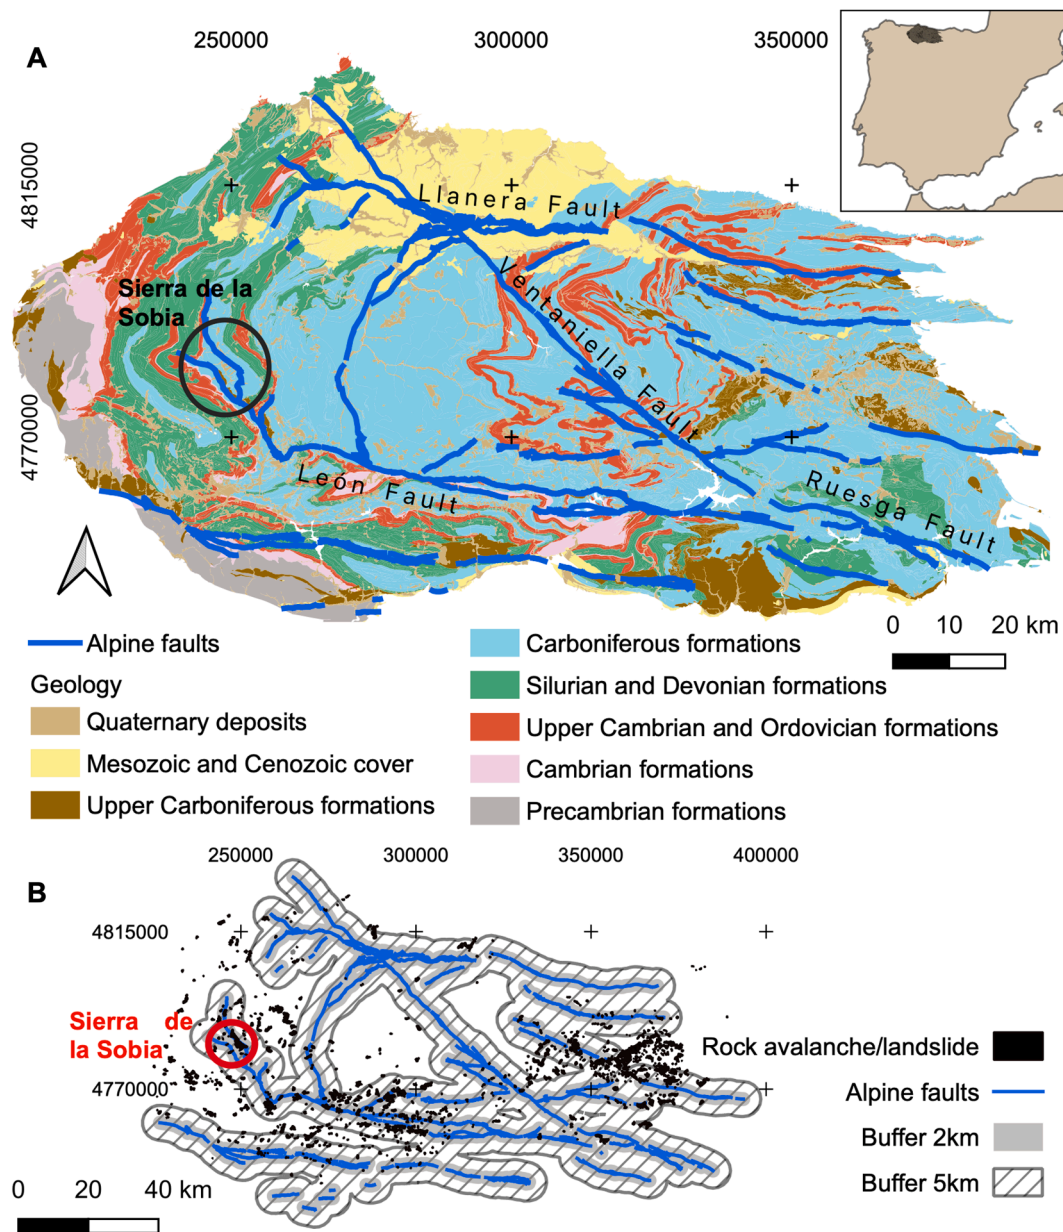 250000 300000 350000
A
4815000
Llanera Fault
Ventaniella Fault
Sierra de la
Sobia
4770000
León Fault
Ruesga Fault
0 10 20 km
Alpine faults
Geology
Quaternary deposits
Mesozoic and Cenozoic cover
Upper Carboniferous formations
Carboniferous formations
Silurian and Devonian formations
Upper Cambrian and Ordovician formations
Cambrian formations
Precambrian formations
250000 300000 350000 400000
B
4815000
Sierra de
la Sobia
4770000
Rock avalanche/landslide
Alpine faults
Buffer 2km
Buffer 5km
0 20 40 km